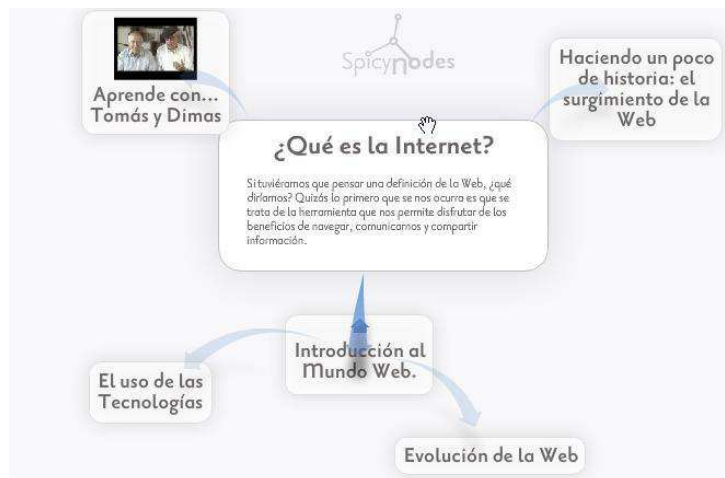 Spicynodes
Aprende con...
Tomás y Dimas
Haciendo un poco
de historia: el
surgimiento de la
Web
¿Qué es la Internet?
Si tuviéramos que pensar una definición de la Web, ¿qué
diríamos? Quizás lo primero que se nos ocurra es que se
trata de la herramienta que nos permite disfrutar de los
beneficios de navegar, comunicarnos y compartir
información.
Introducción al
Mundo Web.
El uso de las
Tecnologías
Evolución de la Web